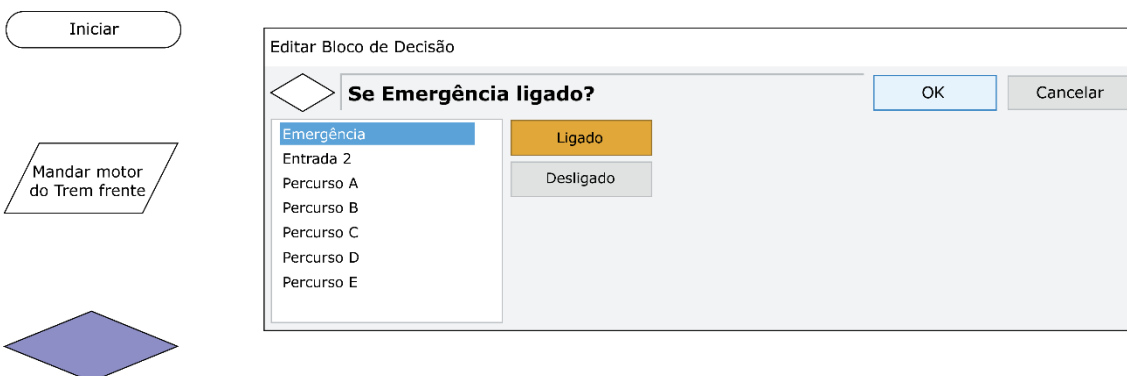 Iniciar
Mandar motor
do Trem frente
Editar Bloco de Decisão
Se Emergência ligado?
OK
Cancelar
Emergência
Entrada 2
Percurso A
Percurso B
Percurso C
Percurso D
Percurso E
Ligado
Desligado